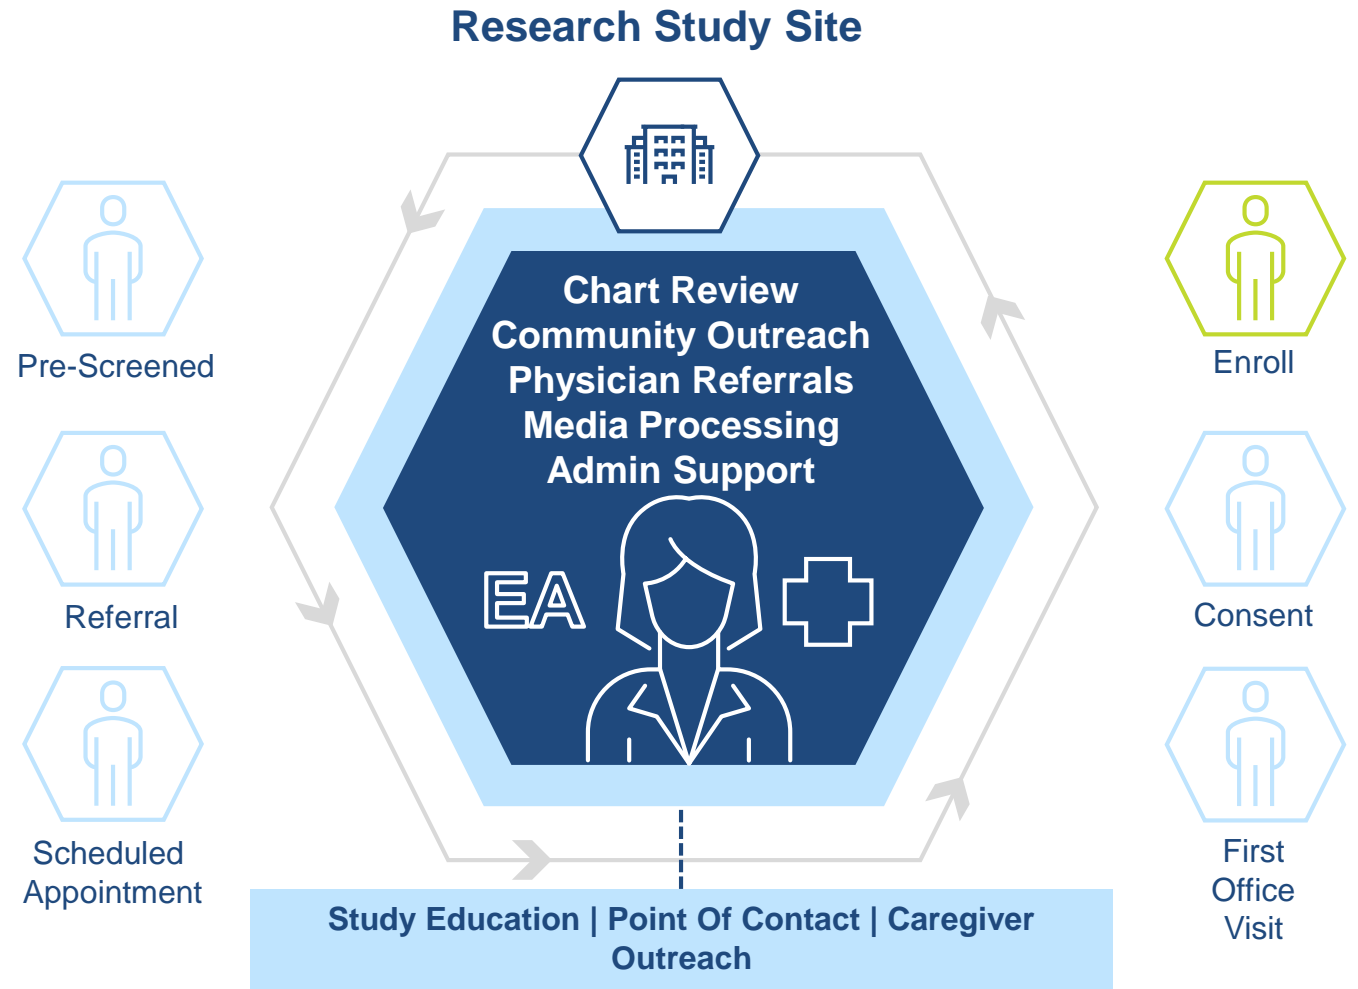 Research Study Site
Chart Review
Community Outreach
Physician Referrals
Media Processing
Admin Support
EA
Pre-Screened
Referral
Scheduled
Appointment
Enroll
Consent
First
Office
Visit
Study Education | Point Of Contact | Caregiver
Outreach